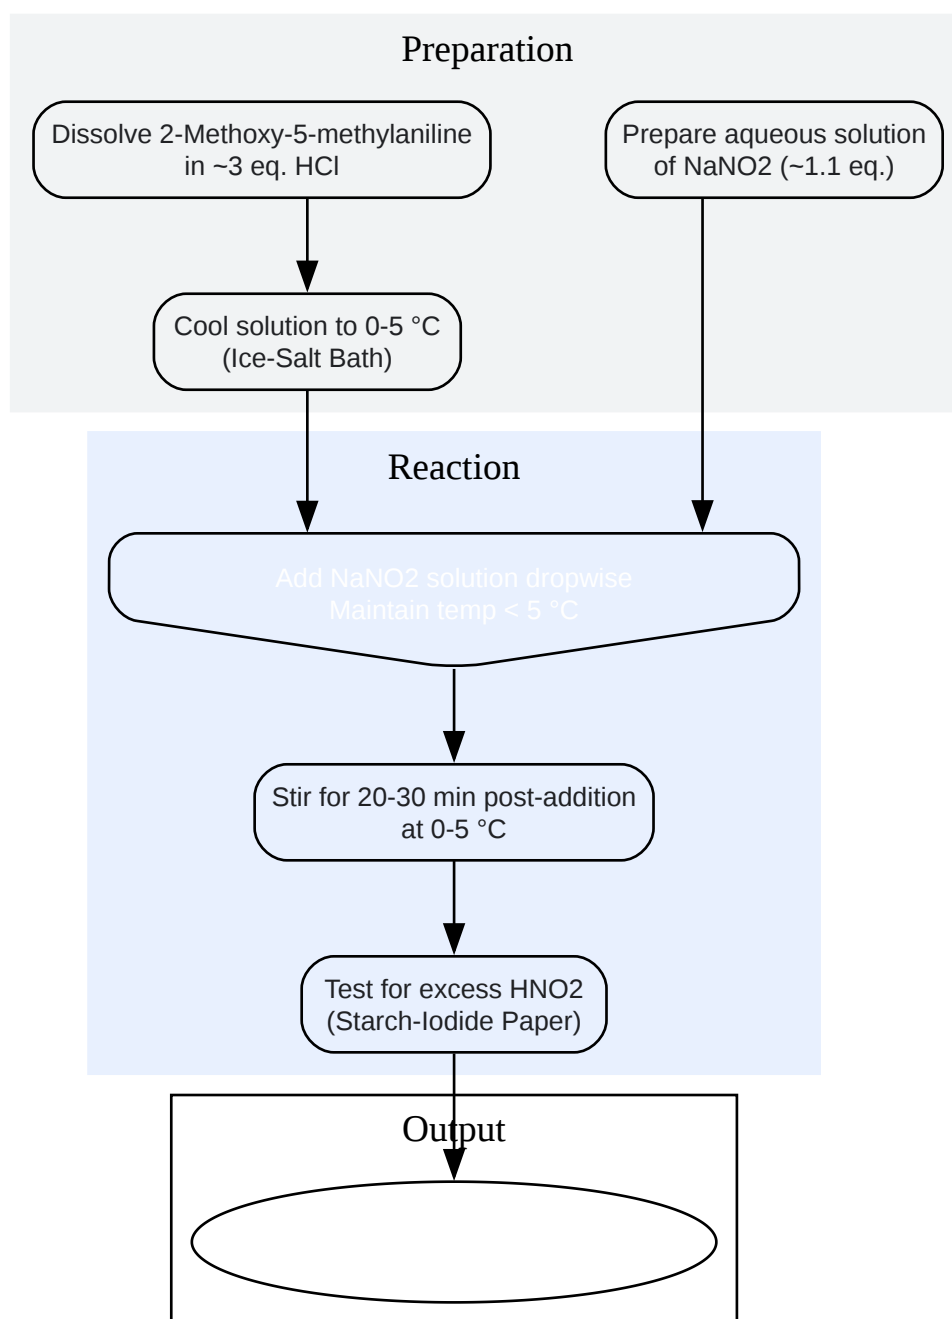 Preparation
Dissolve 2-Methoxy-5-methylaniline
in ~3 eq. HCl
Prepare aqueous solution
of NaNO2 (~1.1 eq.)
Cool solution to 0-5 °C
(Ice-Salt Bath)
Reaction
Add NaNO2 solution dropwise
Maintain temp < 5 °C
Stir for 20-30 min post-addition
at 0-5 °C
Test for excess HNO2
(Starch-Iodide Paper)
Output